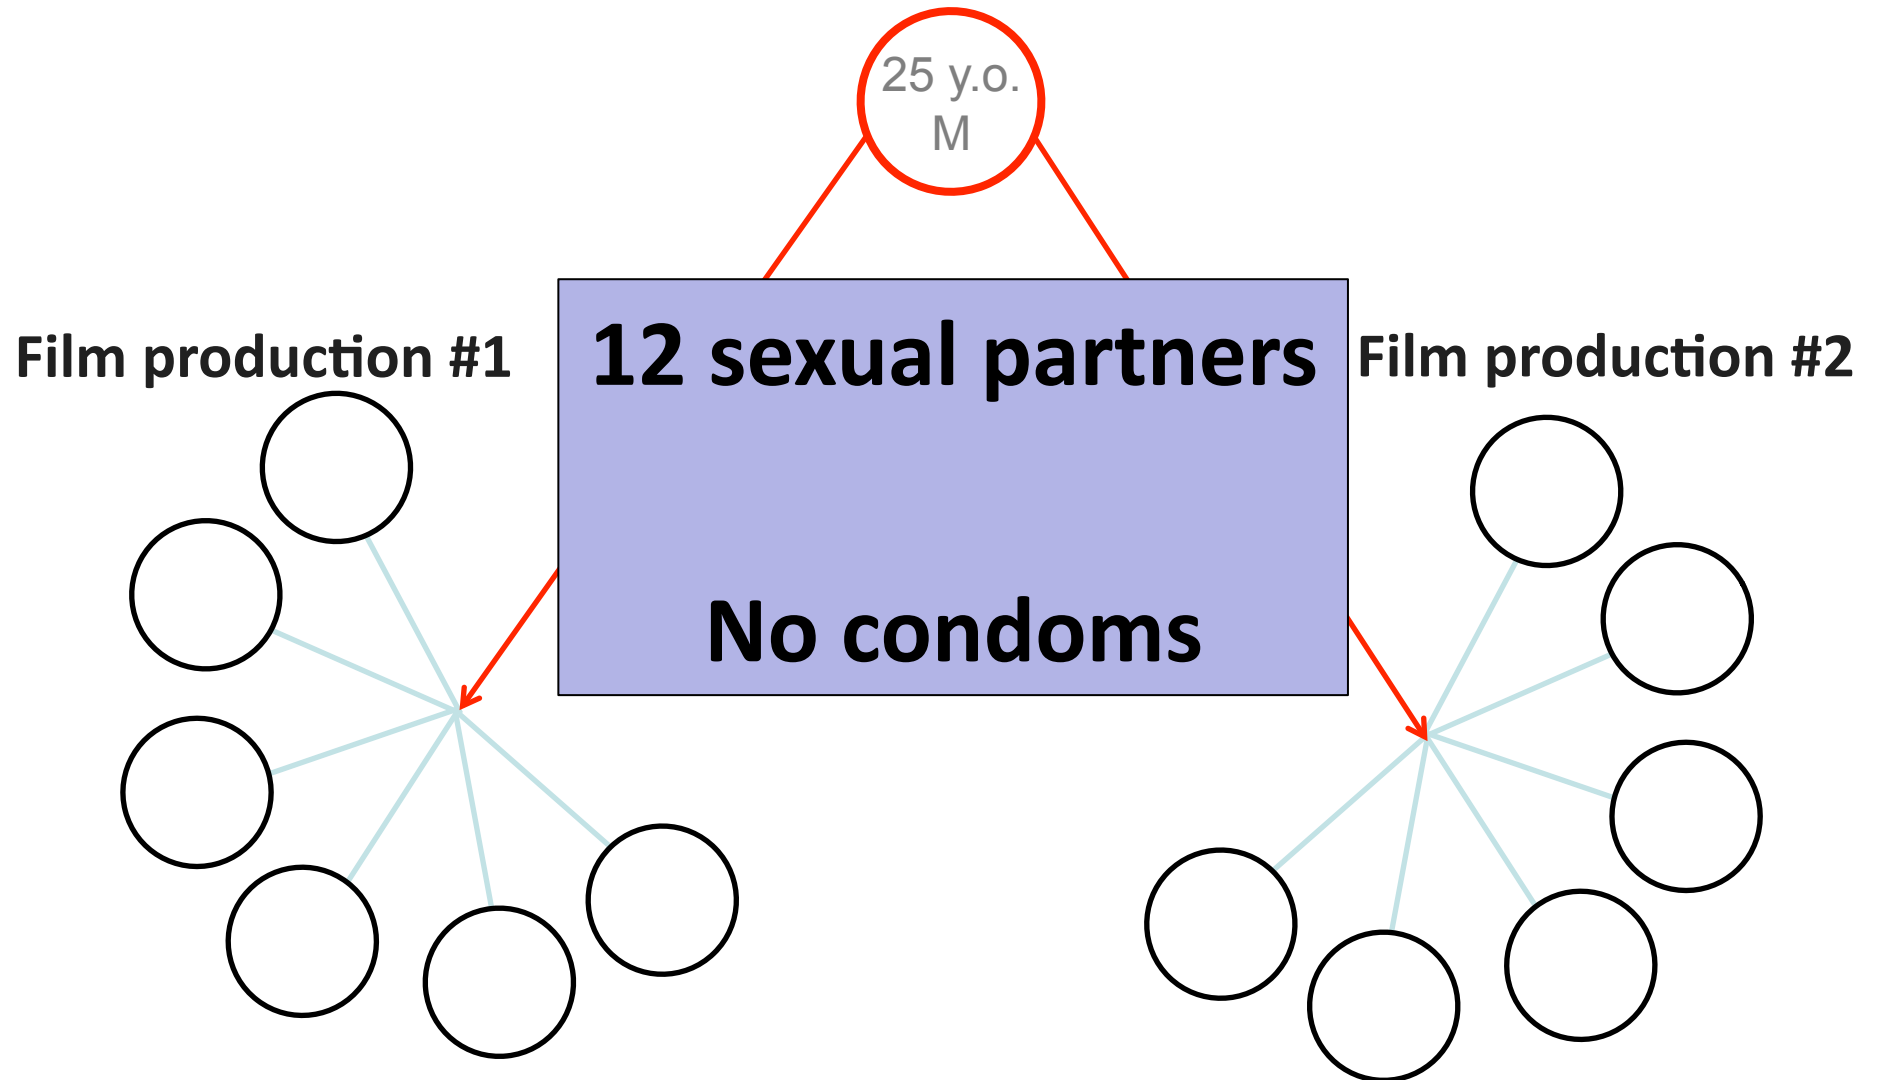 25 y.o.
M
Film production #1
12 sexual partners
Film production #2
No condoms